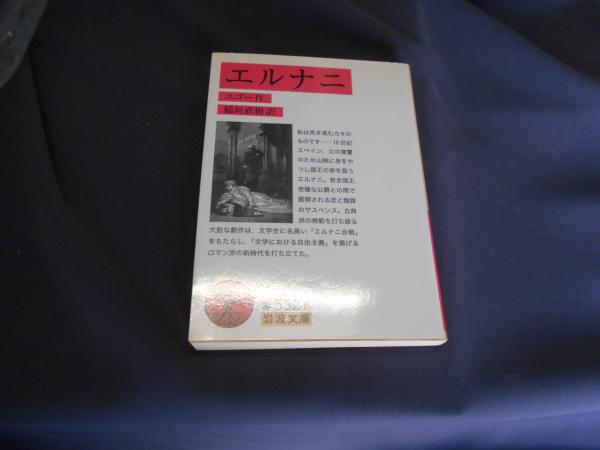 エルナニ
ユゴー作
稲垣直樹訳
私は突き進む力その
ものです――16世紀
スペイン、父の復讐
のため山賊に身をや
つし国王の命を狙う
エルナニ。若き国王、
老獪な公爵との間で
展開される恋と陰謀
のサスペンス。古典
派の規範を打ち破る
大胆な劇作は、文学史に名高い「エルナニ合戦」
をもたらし、「文学における自由主義」を掲げる
ロマン派の新時代を打ち立てた。
岩波文庫